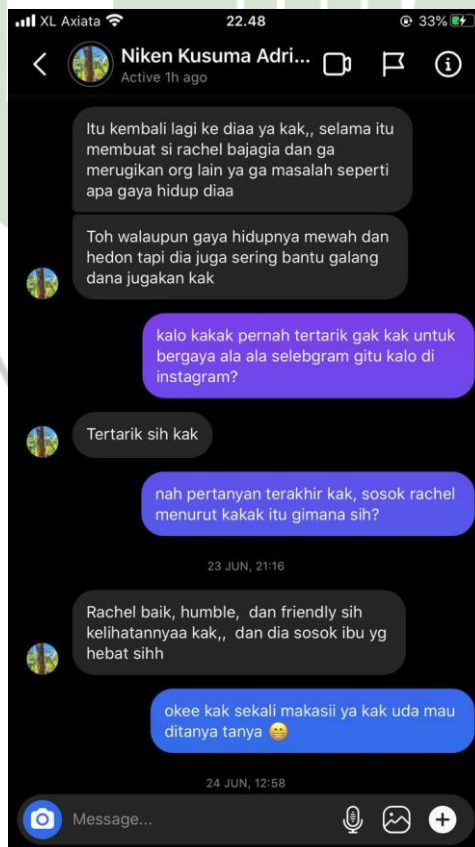 XL Axiata
22.48
33%
Niken Kusuma Adri...
Active 1h ago
Itu kembali lagi ke diaa ya kak,, selama itu
membuat si rachel bajagia dan ga
merugikan org lain ya ga masalah seperti
apa gaya hidup diaa
Toh walaupun gaya hidupnya mewah dan
hedon tapi dia juga sering bantu galang
dana jugakan kak
kalo kakak pernah tertarik gak kak untuk
bergaya ala ala selebgram gitu kalo di
instagram?
Tertarik sih kak
nah pertanyan terakhir kak, sosok rachel
menurut kakak itu gimana sih?
23 JUN, 21:16
Rachel baik, humble, dan friendly sih
kelihatannyaa kak,, dan dia sosok ibu yg
hebat sihh
okee kak sekali makasii ya kak uda mau
ditanya tanya 😁
24 JUN, 12:58
Message...